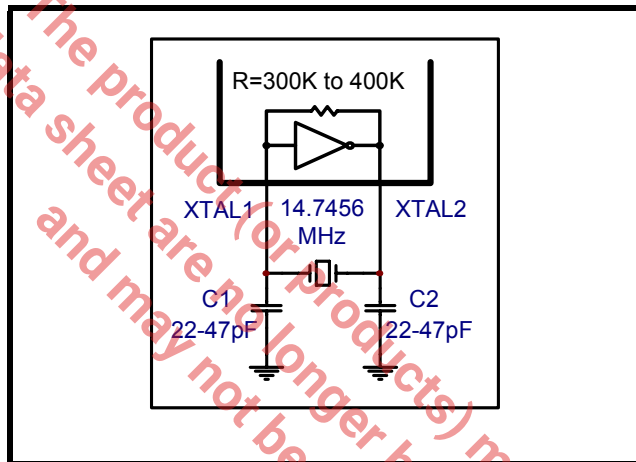 The product (or products) m
ata sheet are no longer b
and may not be
R=300K to 400K
XTAL1
14.7456
MHz
XTAL2
C1
22-47pF
C2
22-47pF